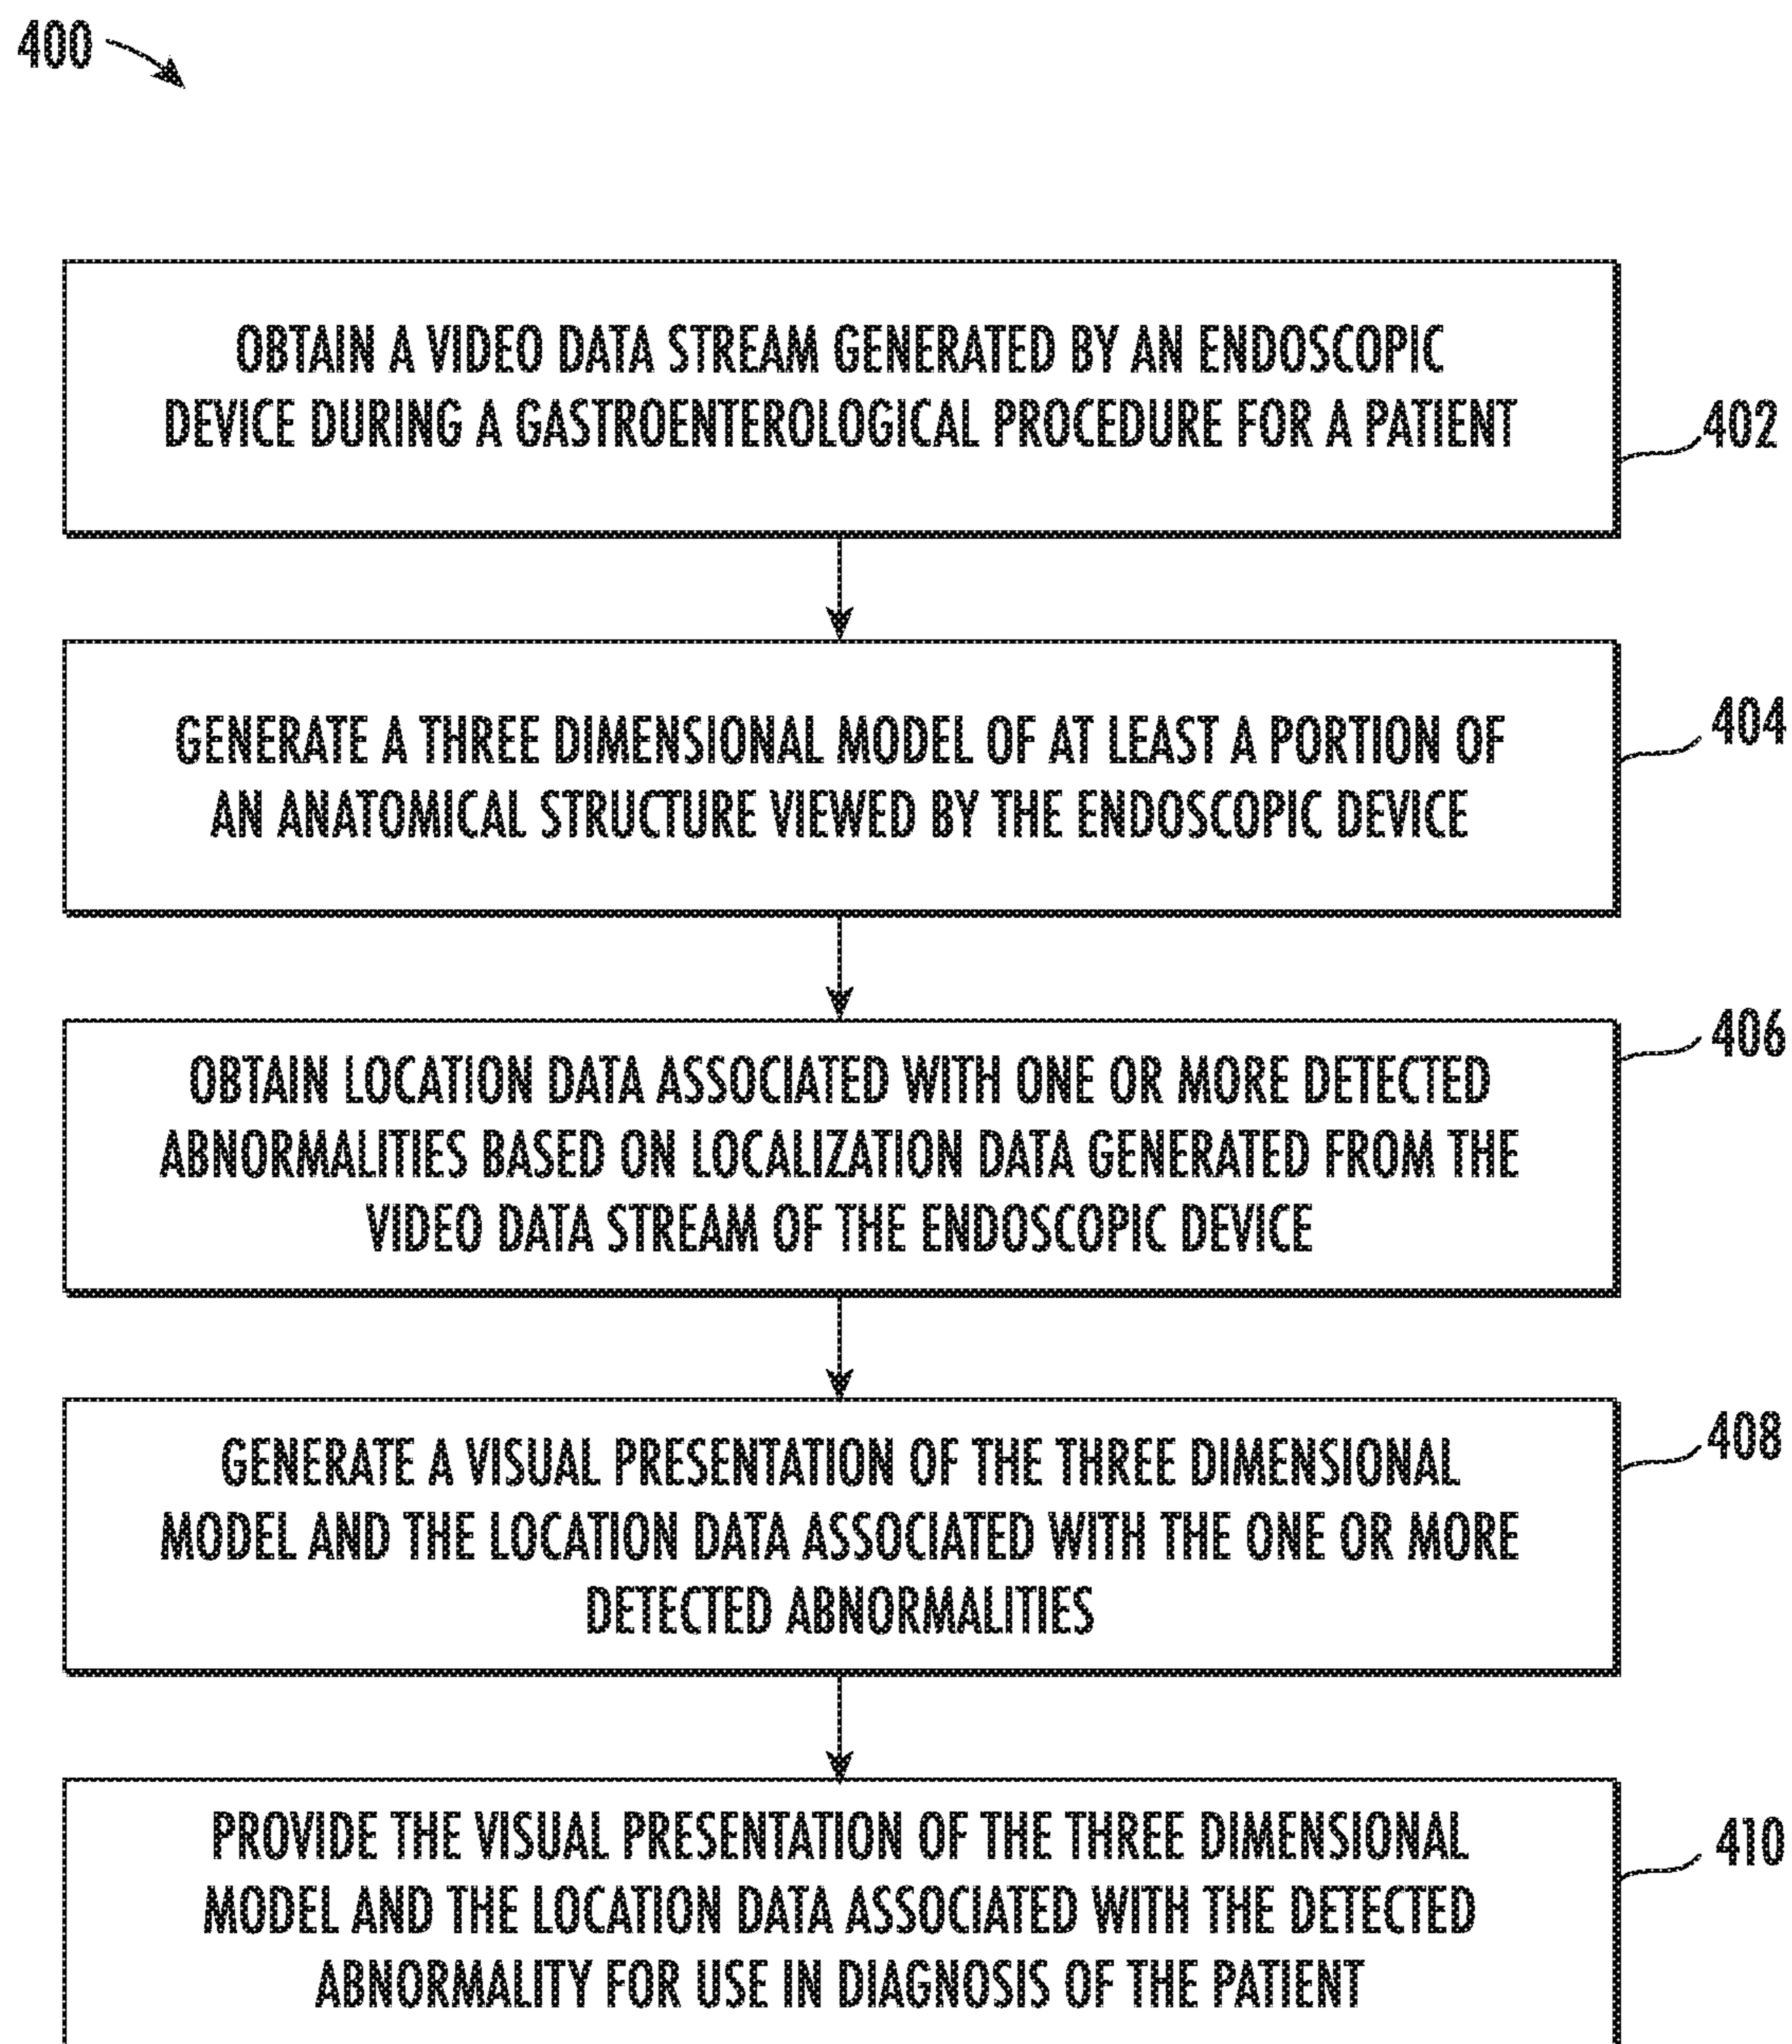 400
OBTAIN A VIDEO DATA STREAM GENERATED BY AN ENDOSCOPIC
DEVICE DURING A GASTROENTEROLOGICAL PROCEDURE FOR A PATIENT
402
GENERATE A THREE DIMENSIONAL MODEL OF AT LEAST A PORTION OF
AN ANATOMICAL STRUCTURE VIEWED BY THE ENDOSCOPIC DEVICE
404
OBTAIN LOCATION DATA ASSOCIATED WITH ONE OR MORE DETECTED
ABNORMALITIES BASED ON LOCALIZATION DATA GENERATED FROM THE
VIDEO DATA STREAM OF THE ENDOSCOPIC DEVICE
406
GENERATE A VISUAL PRESENTATION OF THE THREE DIMENSIONAL
MODEL AND THE LOCATION DATA ASSOCIATED WITH THE ONE OR MORE
DETECTED ABNORMALITIES
408
PROVIDE THE VISUAL PRESENTATION OF THE THREE DIMENSIONAL
MODEL AND THE LOCATION DATA ASSOCIATED WITH THE DETECTED
ABNORMALITY FOR USE IN DIAGNOSIS OF THE PATIENT
410